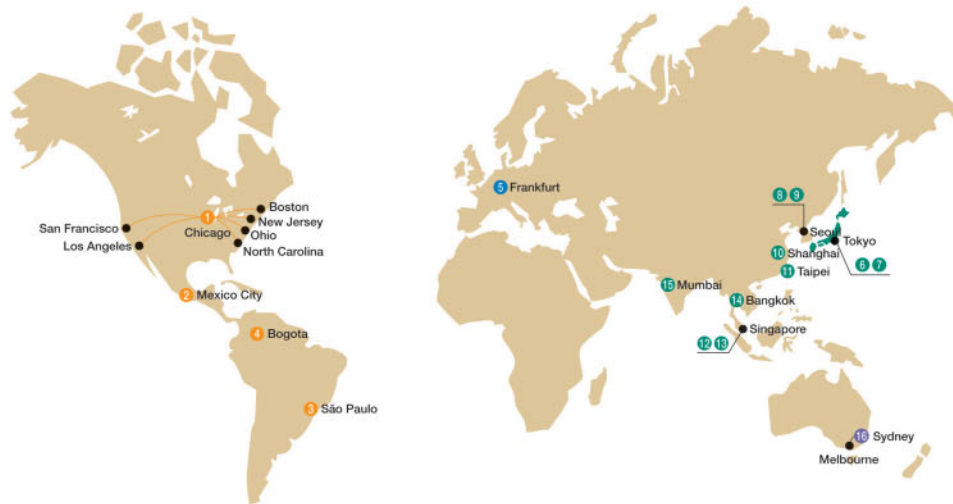 Boston
New Jersey
San Francisco
1
Chicago
Ohio
Los Angeles
North Carolina
2 Mexico City
4 Bogota
3 São Paulo
5 Frankfurt
8 9
Seoul
Tokyo
10 Shanghai
6 7
11 Taipei
15 Mumbai
14 Bangkok
Singapore
12 13
16 Sydney
Melbourne